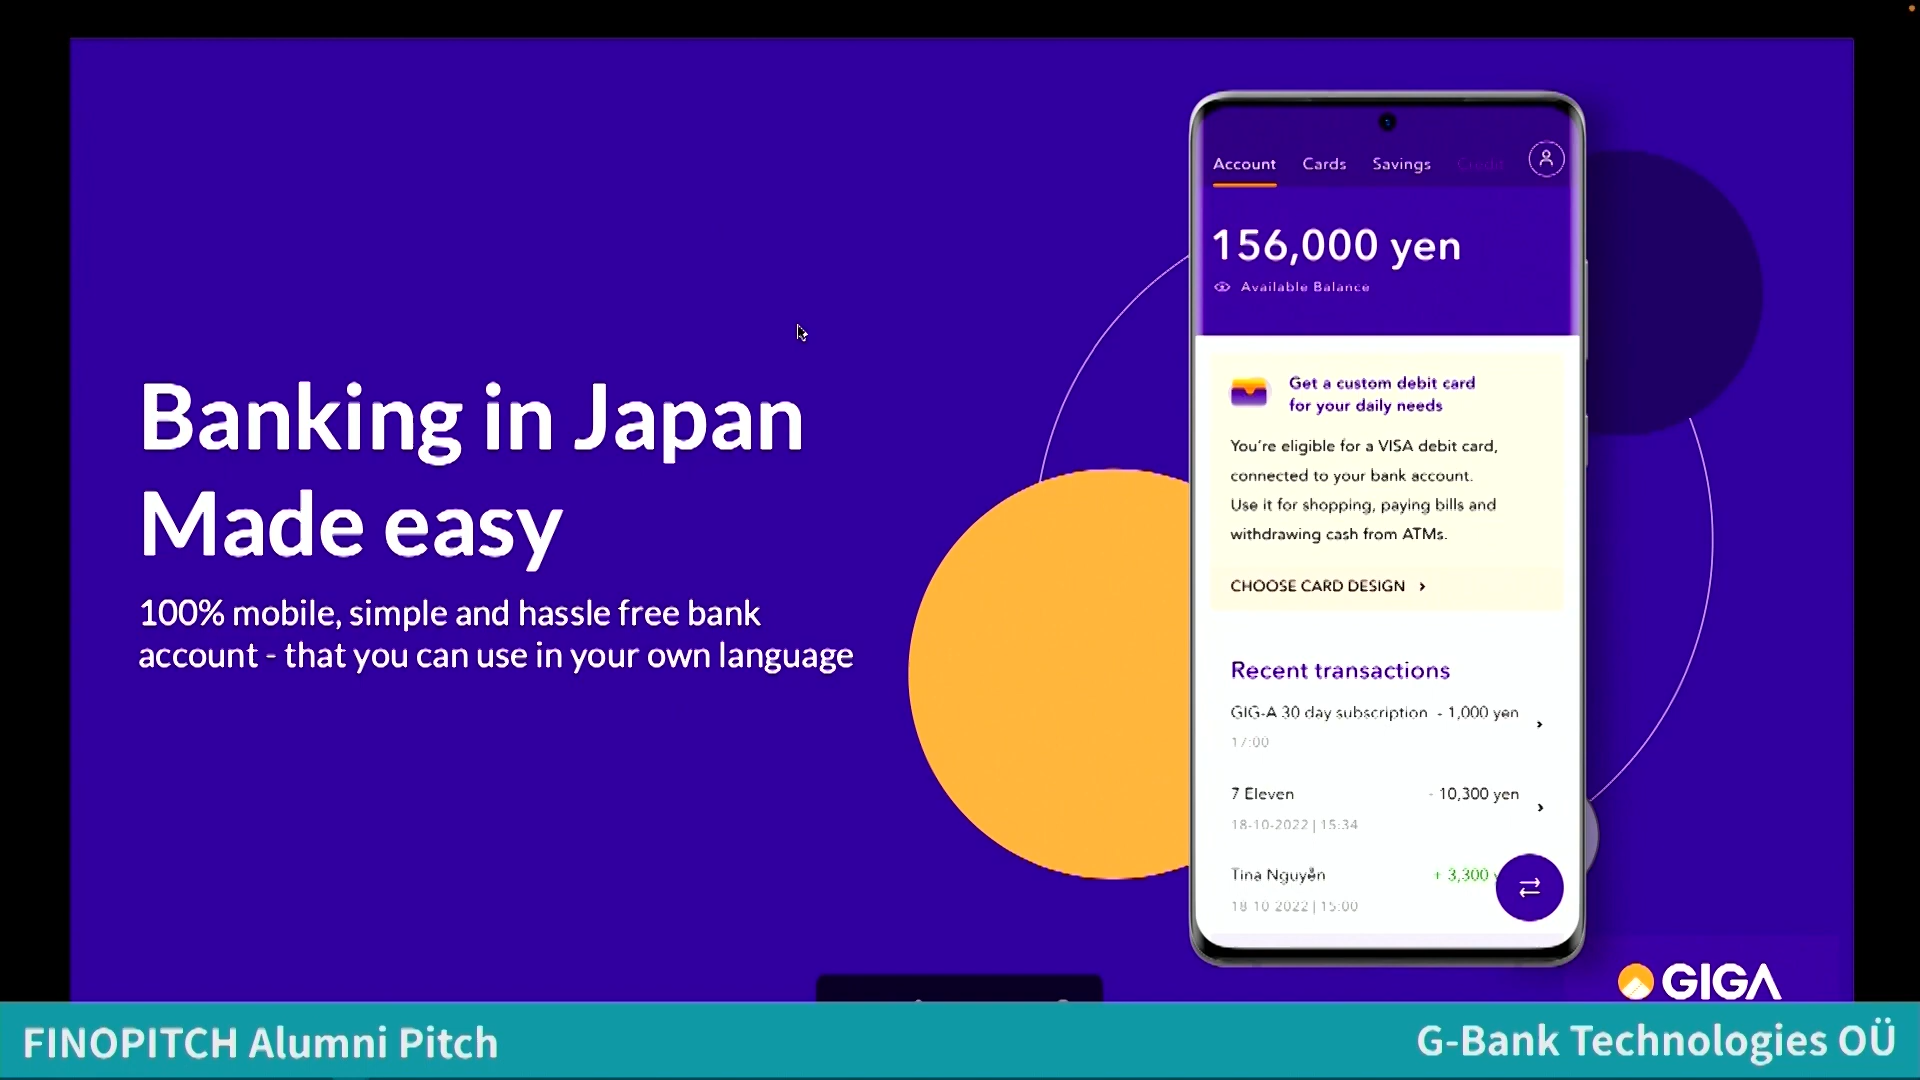 Banking in Japan
Made easy
100% mobile, simple and hassle free bank
account - that you can use in your own language
Account Cards Savings Credit
156,000 yen
Available Balance
Get a custom debit card
for your daily needs
You're eligible for a VISA debit card,
connected to your bank account.
Use it for shopping, paying bills and
withdrawing cash from ATMs.
CHOOSE CARD DESIGN
Recent transactions
GIG-A 30 day subscription - 1,000 yen
17:00
7 Eleven - 10,300 yen
18-10-2022 | 15:34
Tina Nguyễn + 3,300
18-10-2022 | 15:00
GIGA
FINOPITCH Alumni Pitch
G-Bank Technologies OÜ